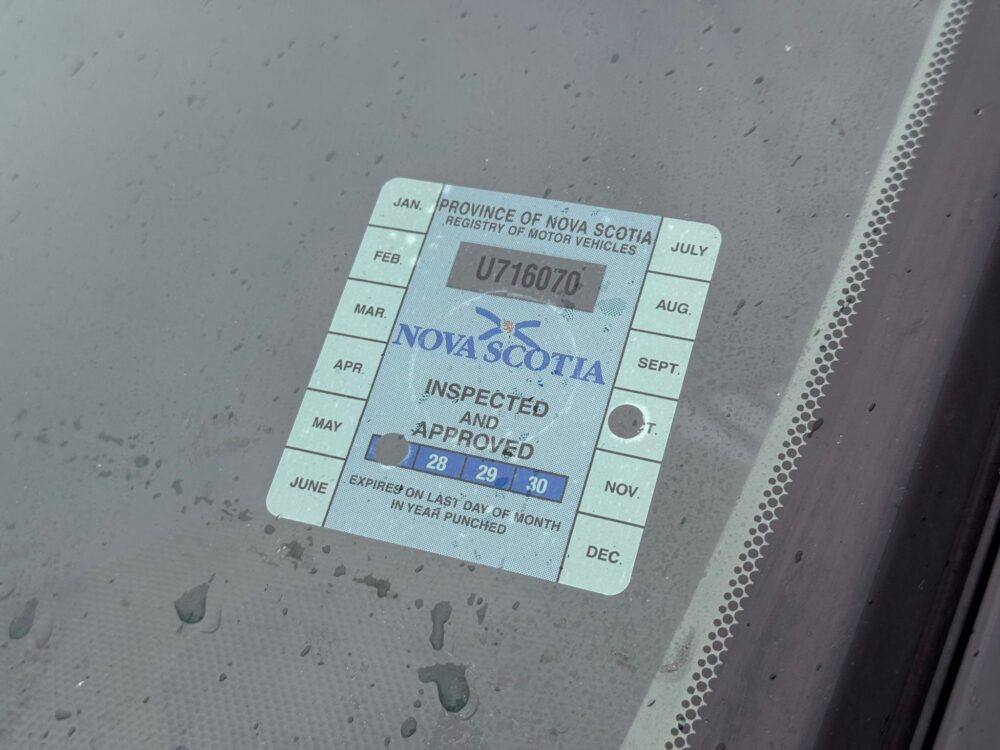 PROVINCE OF NOVA SCOTIA
REGISTRY OF MOTOR VEHICLES
U716070
NOVA SCOTIA
INSPECTED
AND
APPROVED
28 29 30
EXPIRES ON LAST DAY OF MONTH
IN YEAR PUNCHED
JAN.
FEB.
MAR.
APR.
MAY
JUNE
JULY
AUG.
SEPT.
T.
NOV.
DEC.